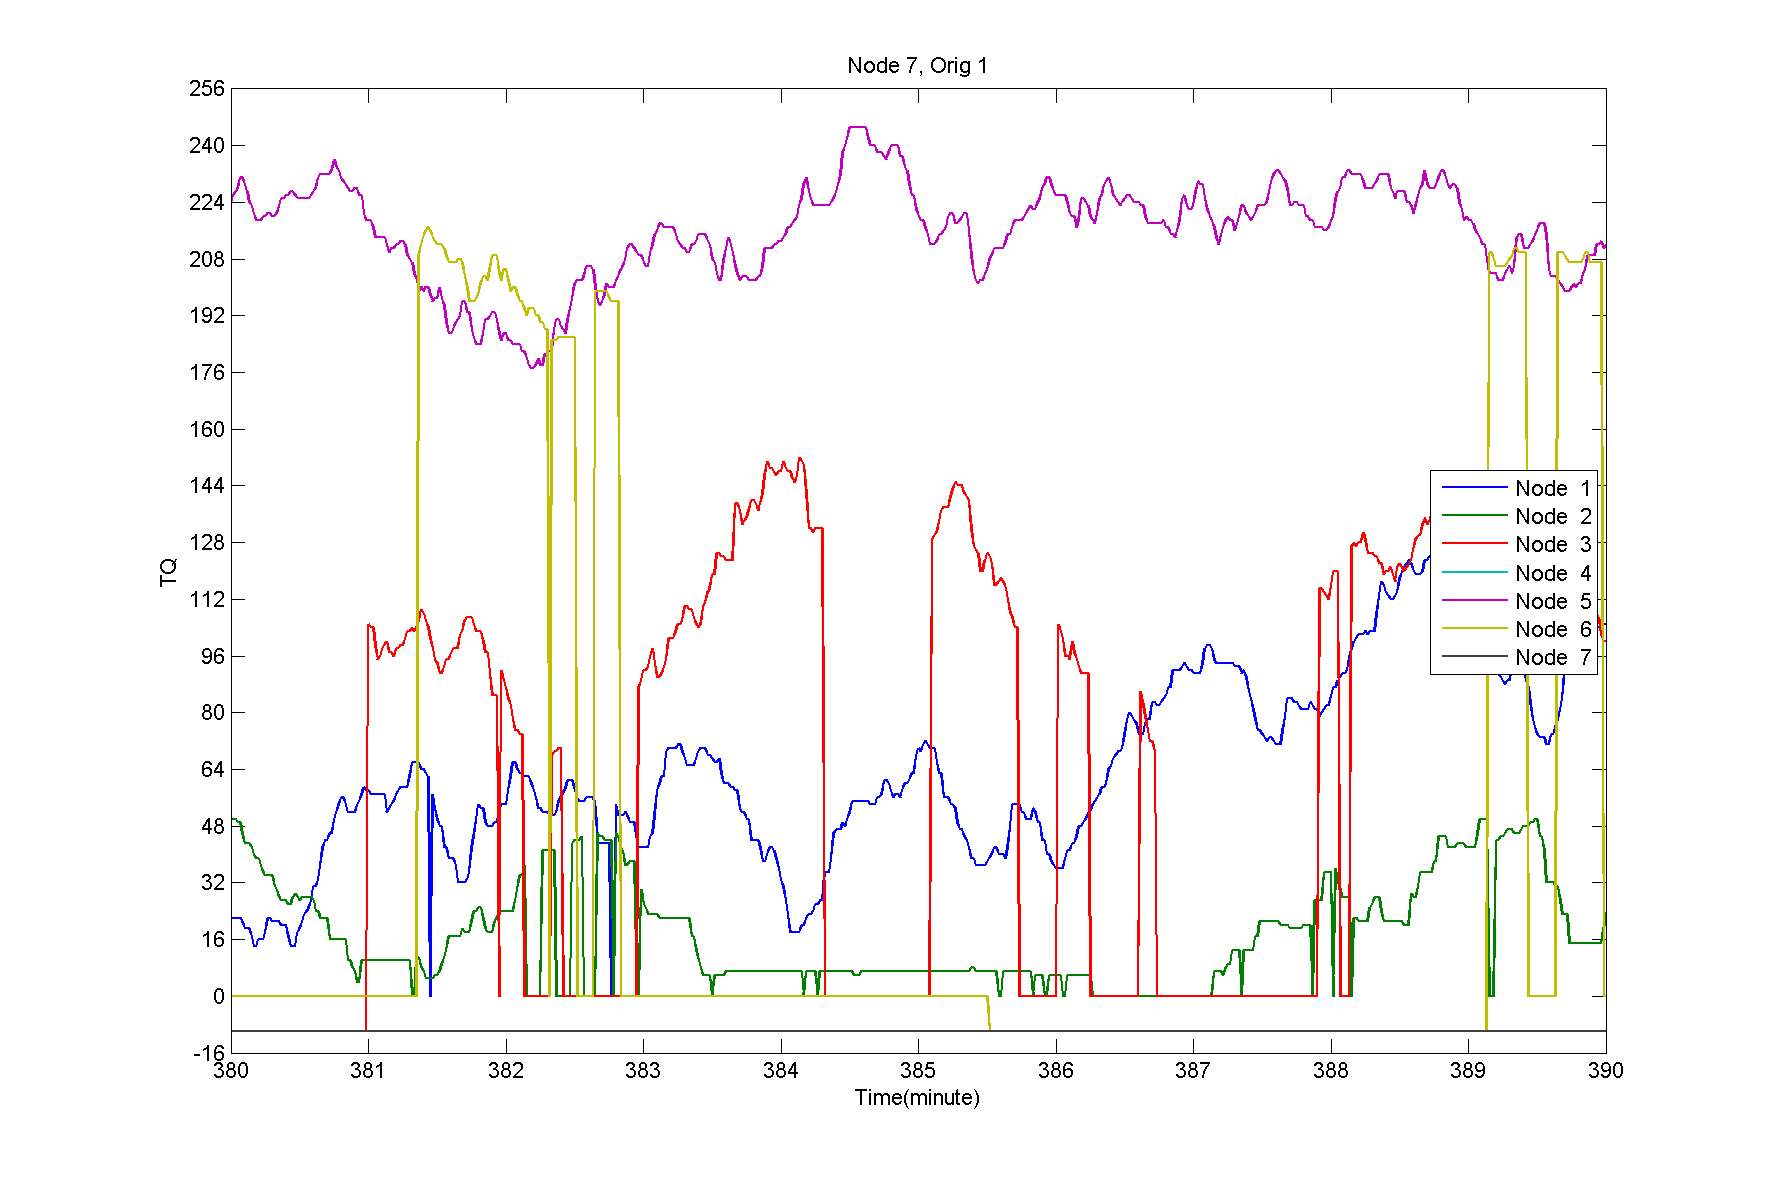 Node 7, Orig 1
256
240
224
208
192
176
160
144
128
112
96
80
64
48
32
16
0
-16
TQ
Node 1
Node 2
Node 3
Node 4
Node 5
Node 6
Node 7
380 381 382 383 384 385 386 387 388 389 390
Time(minute)